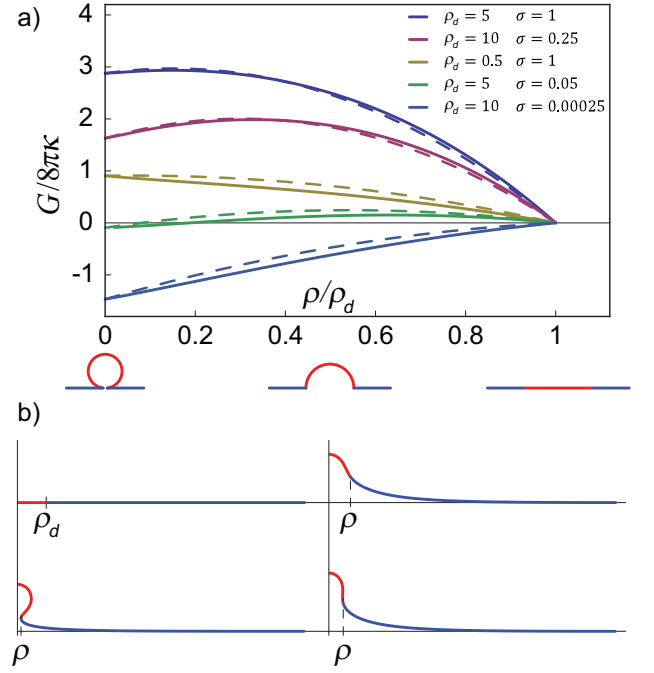 a)
G/8πκ
4
3
2
1
0
-1
ρ_d = 5 σ = 1
ρ_d = 10 σ = 0.25
ρ_d = 0.5 σ = 1
ρ_d = 5 σ = 0.05
ρ_d = 10 σ = 0.00025
ρ/ρ_d
0 0.2 0.4 0.6 0.8 1
b)
ρ_d
ρ
ρ
ρ